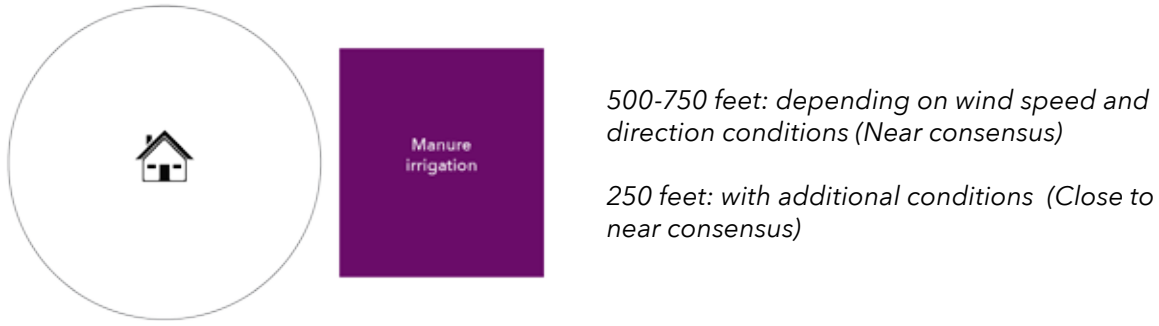 Manure
irrigation
500-750 feet: depending on wind speed and
direction conditions (Near consensus)
250 feet: with additional conditions (Close to
near consensus)